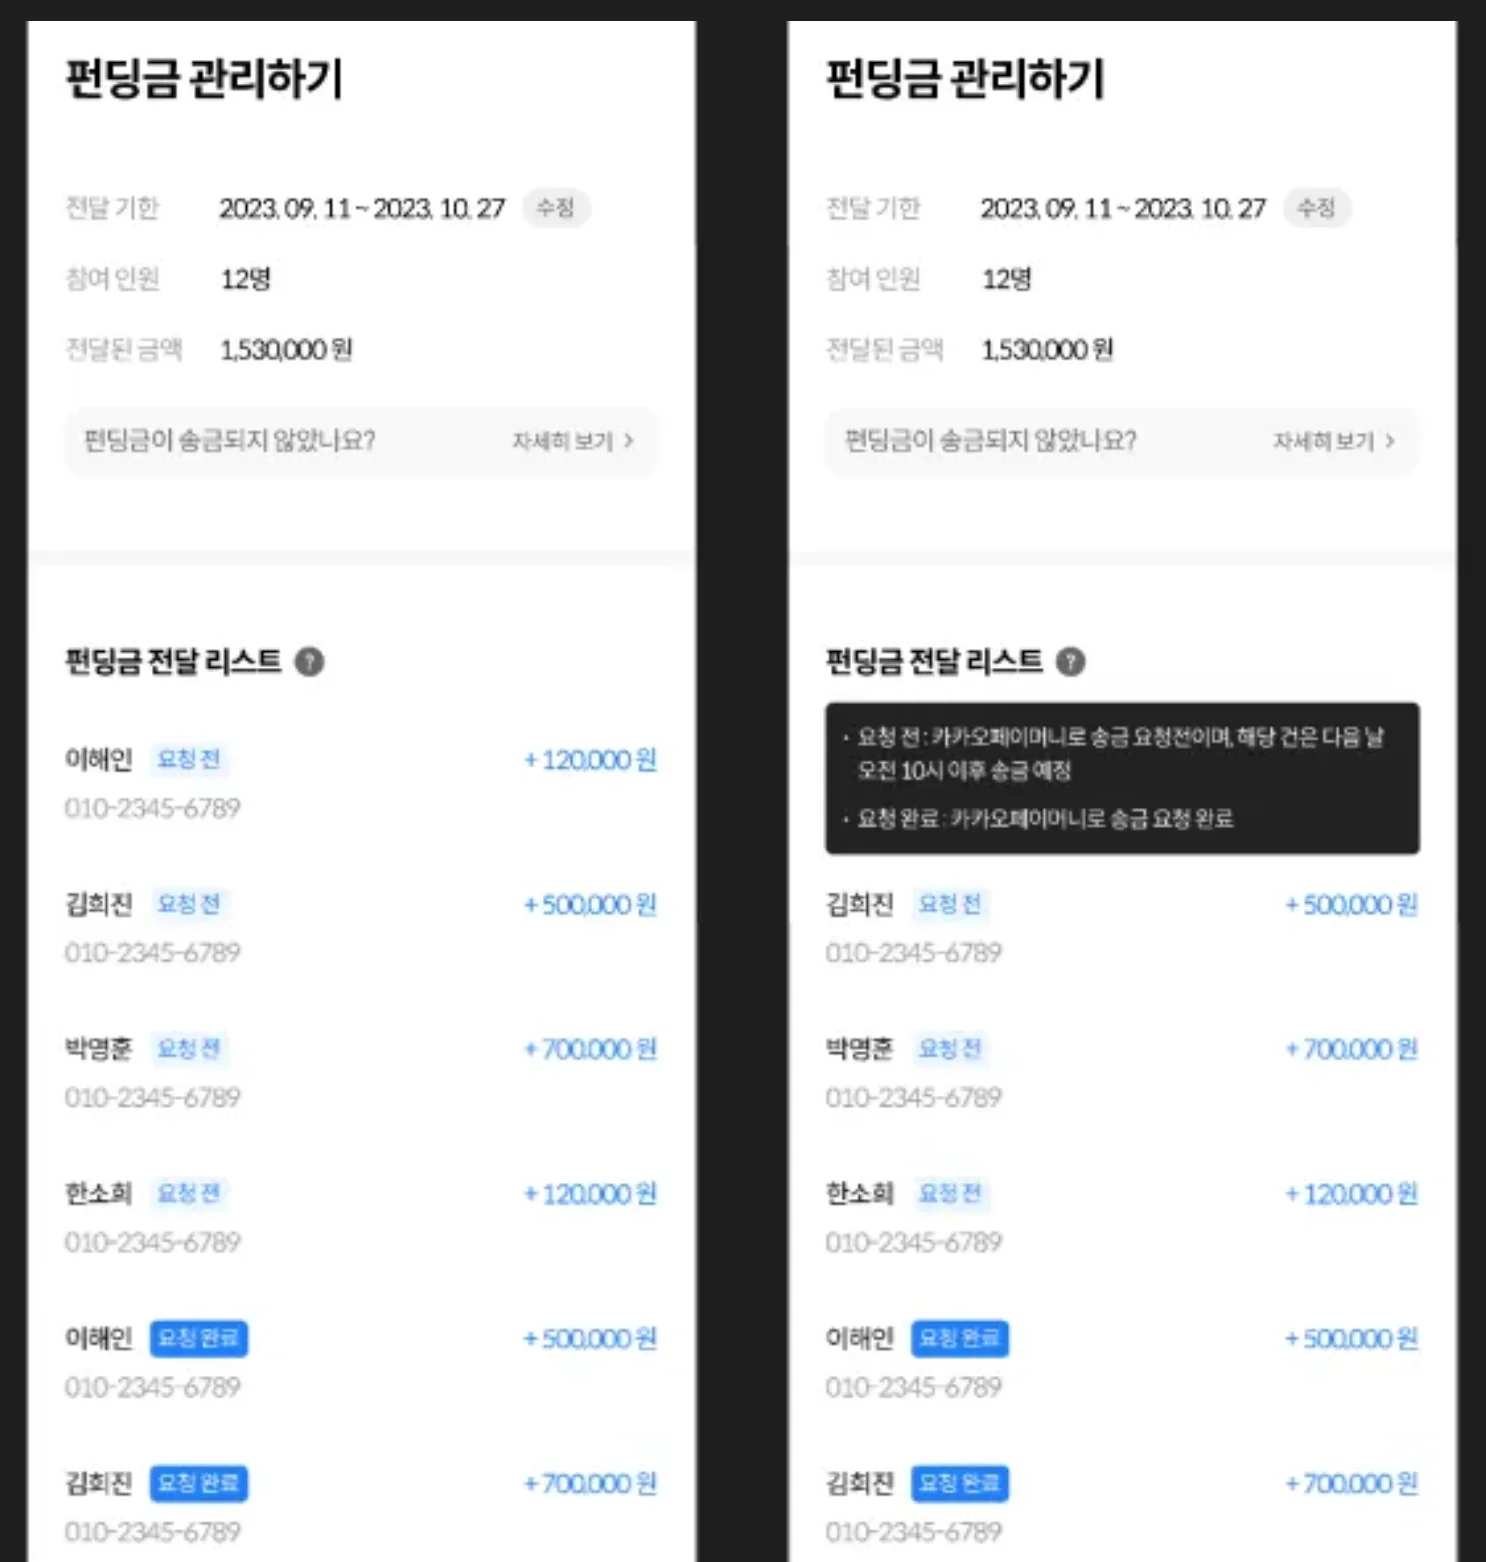 펀딩금 관리하기
전달 기한 2023. 09. 11 ~ 2023. 10. 27 수정
참여 인원 12명
전달된 금액 1,530,000 원
펀딩금이 송금되지 않았나요? 자세히 보기 >
펀딩금 전달 리스트 ?
이해인 요청 전 + 120,000 원
010-2345-6789
김희진 요청 전 + 500,000 원
010-2345-6789
박명훈 요청 전 + 700,000 원
010-2345-6789
한소희 요청 전 + 120,000 원
010-2345-6789
이해인 요청 완료 + 500,000 원
010-2345-6789
김희진 요청 완료 + 700,000 원
010-2345-6789
펀딩금 관리하기
전달 기한 2023. 09. 11 ~ 2023. 10. 27 수정
참여 인원 12명
전달된 금액 1,530,000 원
펀딩금이 송금되지 않았나요? 자세히 보기 >
펀딩금 전달 리스트 ?
· 요청 전 : 카카오페이머니로 송금 요청전이며, 해당 건은 다음 날
오전 10시 이후 송금 예정
· 요청 완료 : 카카오페이머니로 송금 요청 완료
김희진 요청 전 + 500,000 원
010-2345-6789
박명훈 요청 전 + 700,000 원
010-2345-6789
한소희 요청 전 + 120,000 원
010-2345-6789
이해인 요청 완료 + 500,000 원
010-2345-6789
김희진 요청 완료 + 700,000 원
010-2345-6789